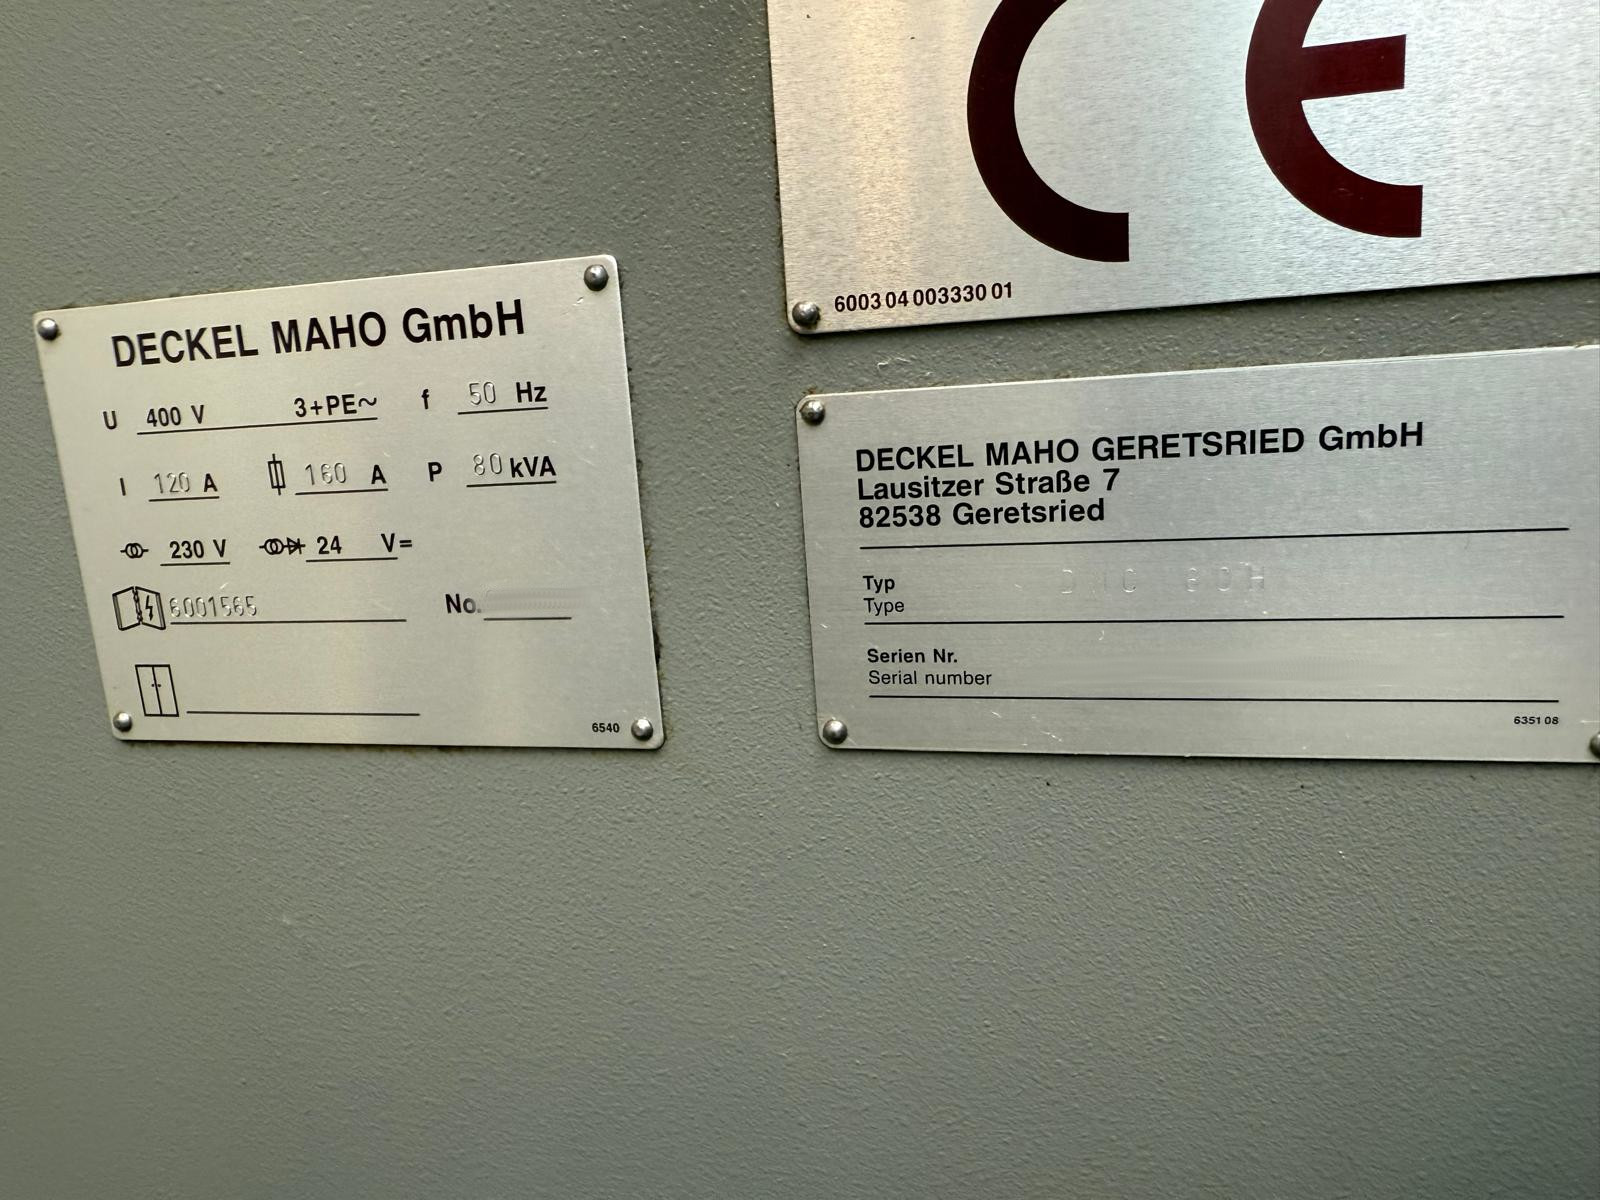 CE
6003 04 003330 01
DECKEL MAHO GmbH
U 400 V 3+PE~ f 50 Hz
I 120 A 160 A P 80 kVA
230 V 24 V=
6001565 No.
6540
DECKEL MAHO GERETSRIED GmbH
Lausitzer Straße 7
82538 Geretsried
Typ
Type
Serien Nr.
Serial number
6351 08